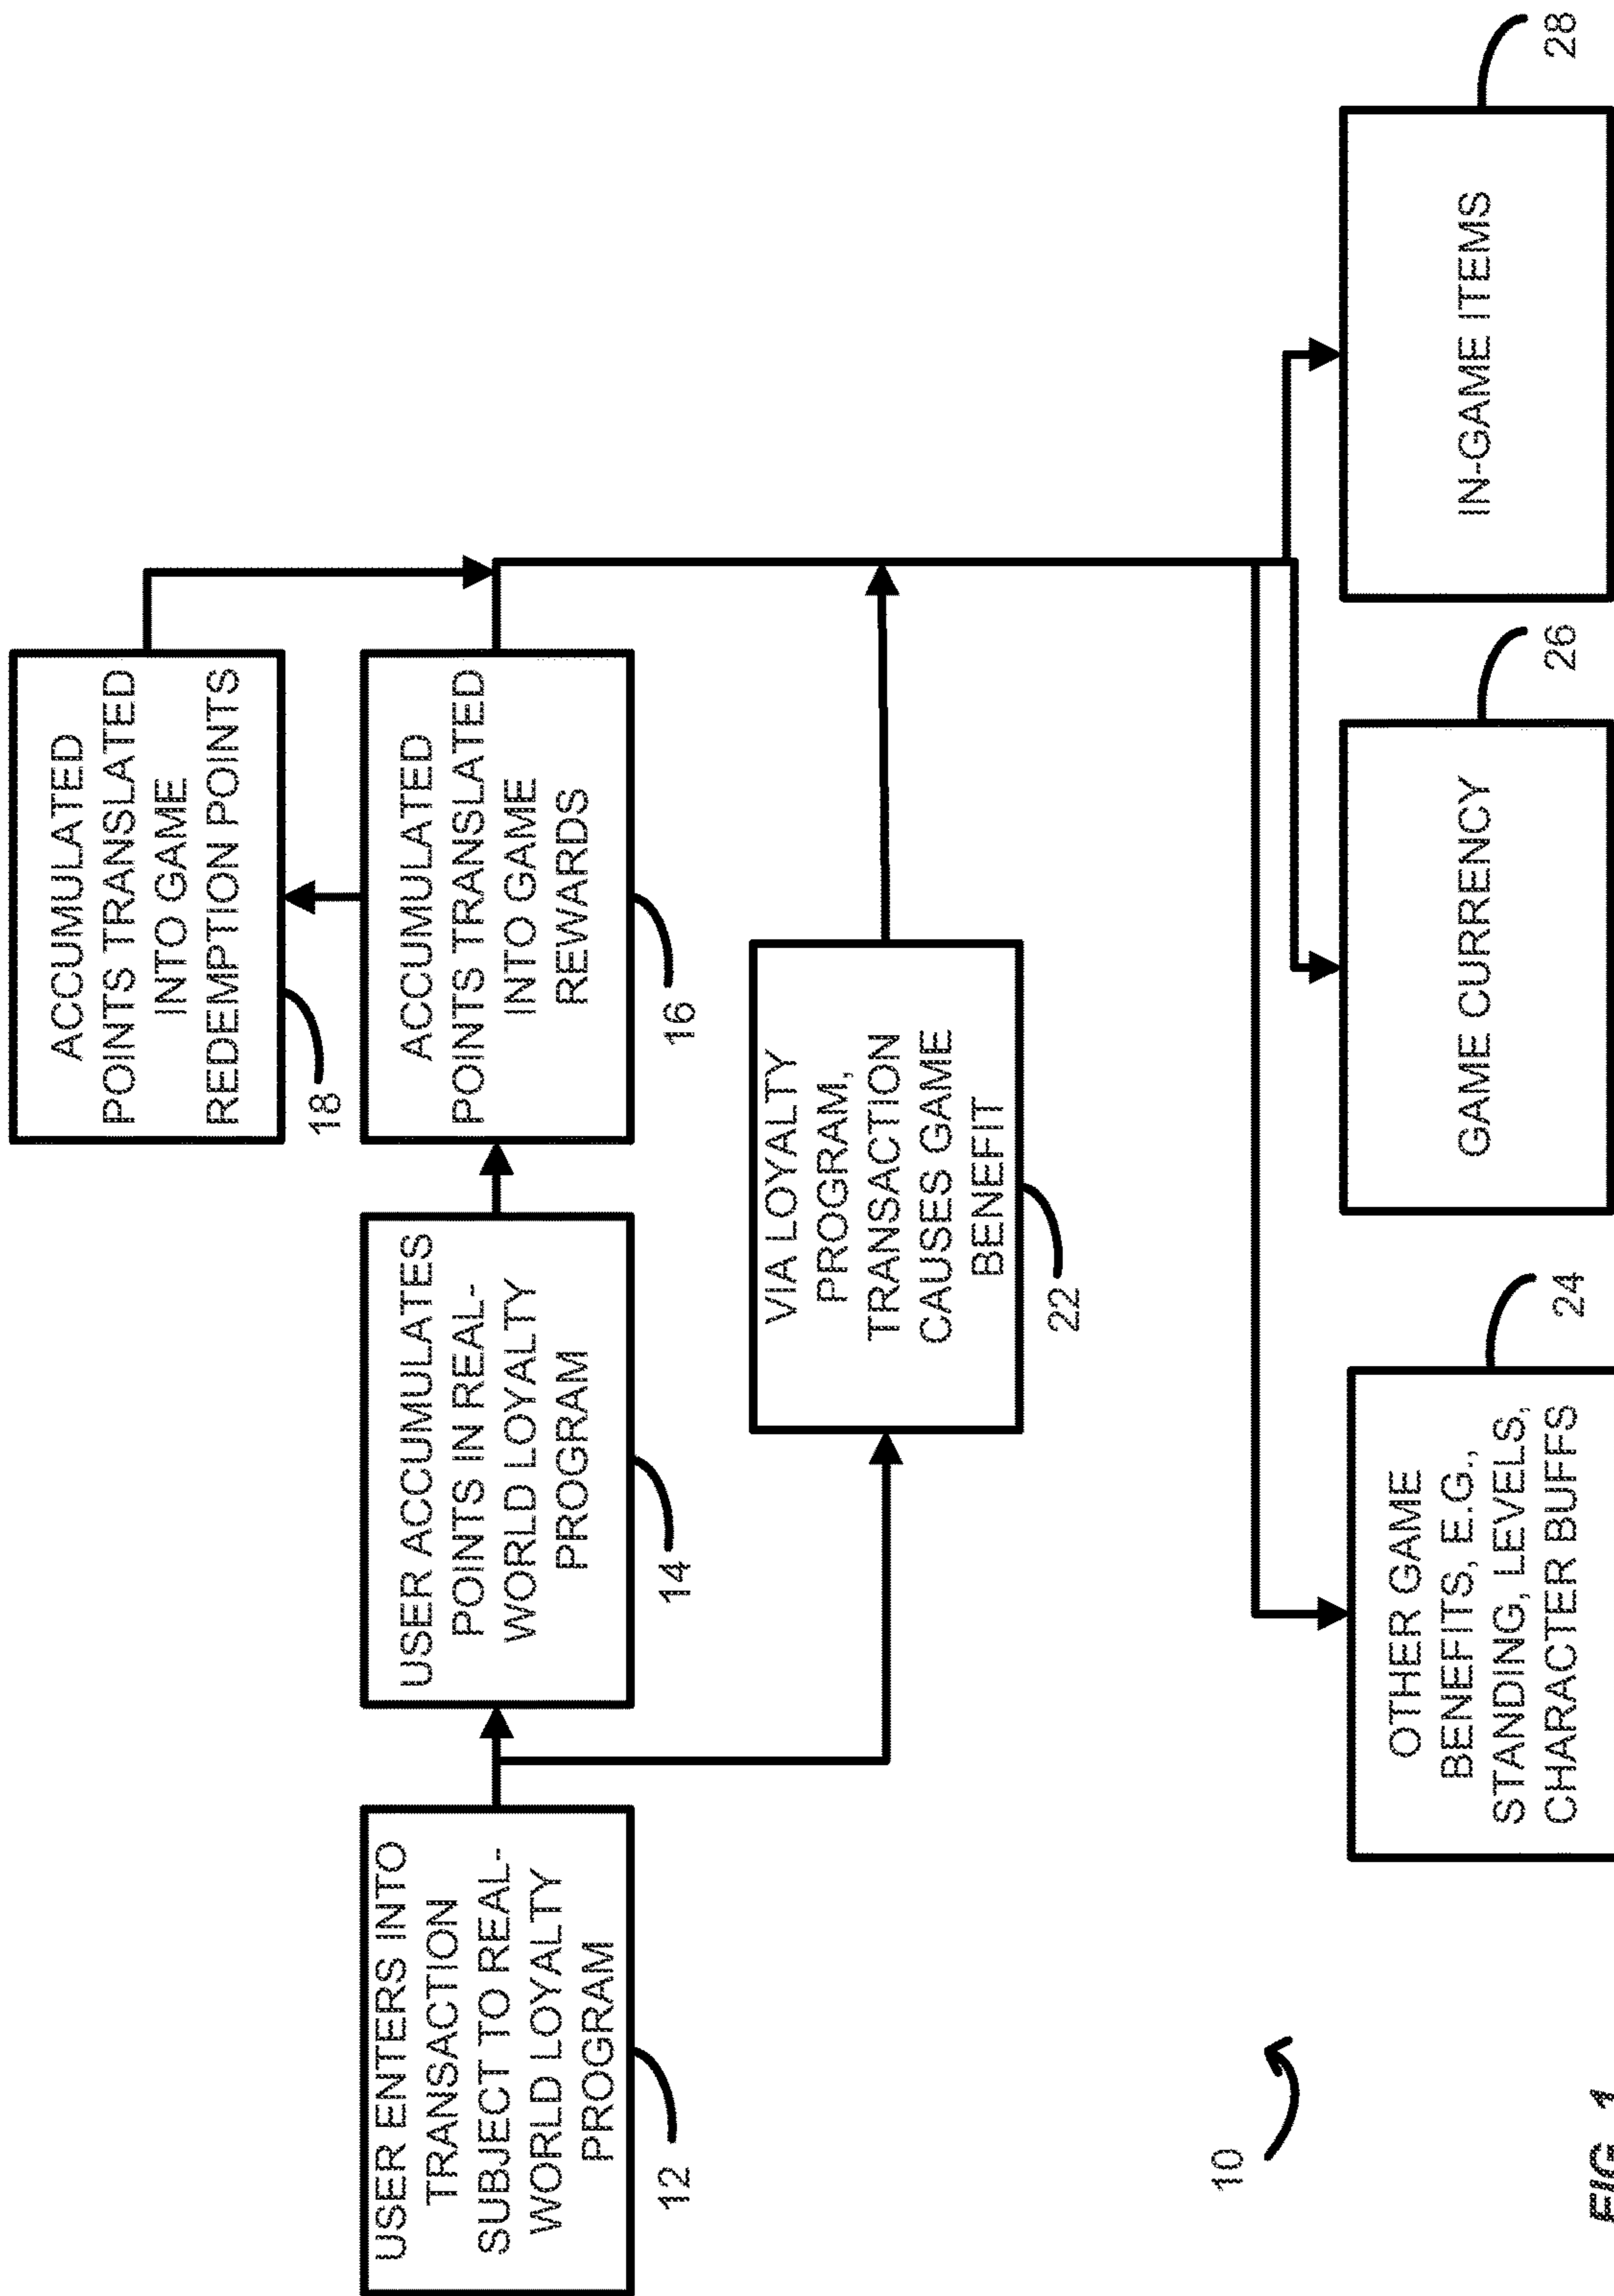 USER ENTERS INTO
TRANSACTION
SUBJECT TO REAL-
WORLD LOYALTY
PROGRAM
12
USER ACCUMULATES
POINTS IN REAL-
WORLD LOYALTY
PROGRAM
14
ACCUMULATED
POINTS TRANSLATED
INTO GAME
REWARDS
16
ACCUMULATED
POINTS TRANSLATED
INTO GAME
REDEMPTION POINTS
18
VIA LOYALTY
PROGRAM,
TRANSACTION
CAUSES GAME
BENEFIT
22
10
OTHER GAME
BENEFITS, E.G.,
STANDING, LEVELS,
CHARACTER BUFFS
24
GAME CURRENCY
26
IN-GAME ITEMS
28
FIG. 1